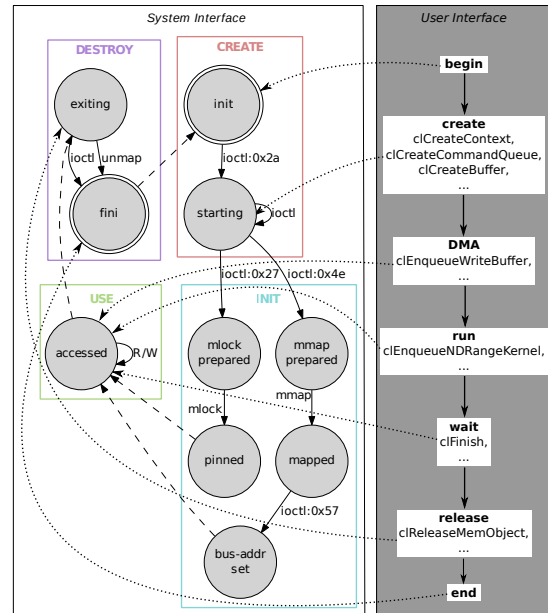 System Interface
User Interface
DESTROY
CREATE
begin
exiting
init
ioctl
unmap
ioctl:0x2a
create
clCreateContext,
clCreateCommandQueue,
clCreateBuffer,
...
fini
starting
ioctl
DMA
clEnqueueWriteBuffer,
...
ioctl:0x27
ioctl:0x4e
USE
INIT
accessed
R/W
mlock
prepared
mmap
prepared
run
clEnqueueNDRangeKernel,
...
mlock
mmap
wait
clFinish,
...
pinned
mapped
ioctl:0x57
release
clReleaseMemObject,
...
bus-addr
set
end